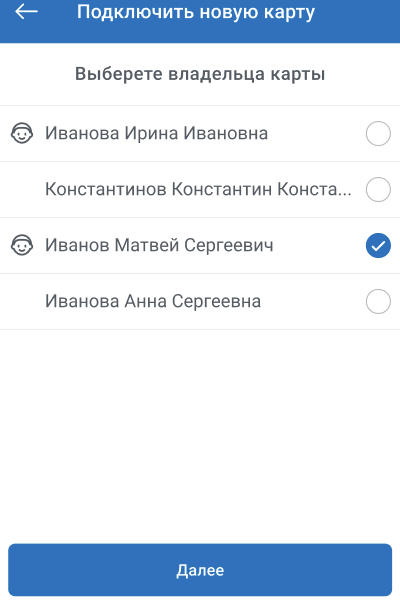 Подключить новую карту
Выберете владельца карты
Иванова Ирина Ивановна
Константинов Константин Конста...
Иванов Матвей Сергеевич
Иванова Анна Сергеевна
Далее